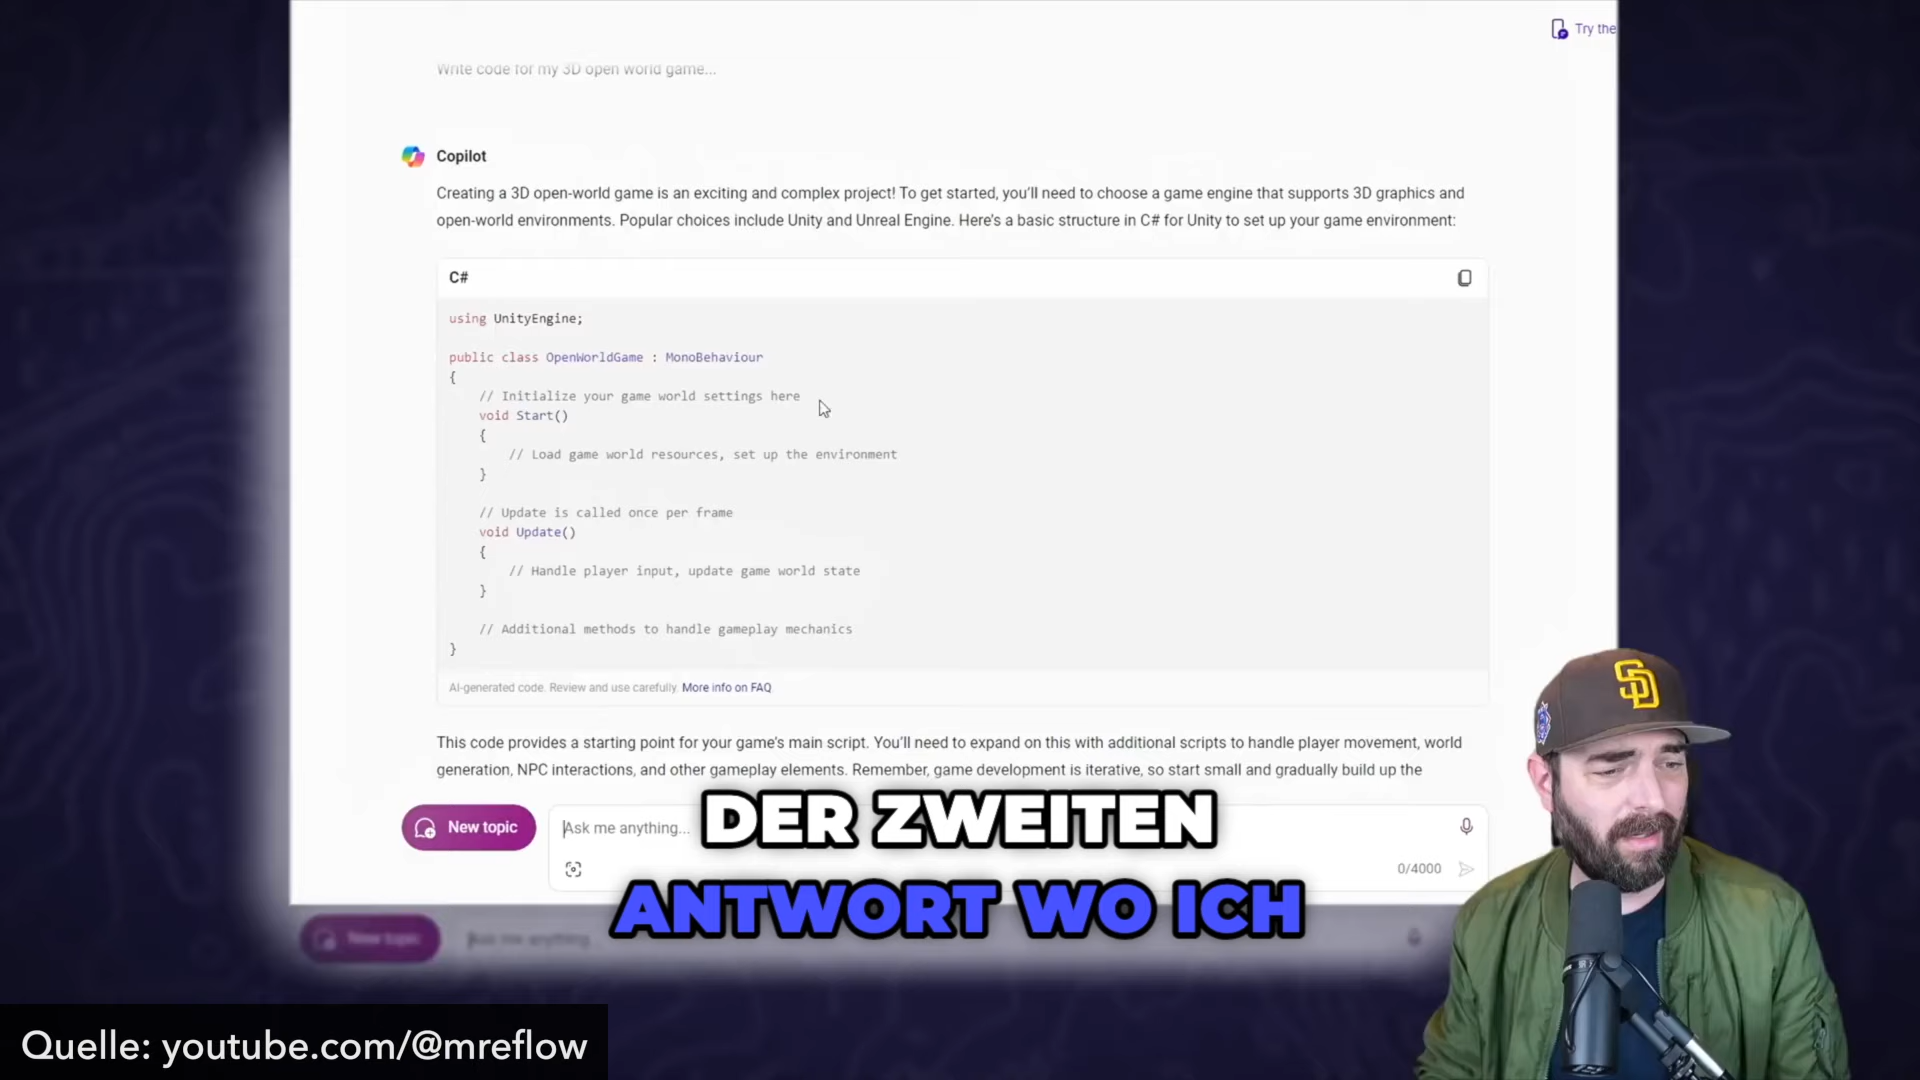 Try the
Write code for my 3D open world game...
Copilot
Creating a 3D open-world game is an exciting and complex project! To get started, you'll need to choose a game engine that supports 3D graphics and
open-world environments. Popular choices include Unity and Unreal Engine. Here's a basic structure in C# for Unity to set up your game environment:
C#
using UnityEngine;
public class OpenWorldGame : MonoBehaviour
{
// Initialize your game world settings here
void Start()
{
// Load game world resources, set up the environment
}
// Update is called once per frame
void Update()
{
// Handle player input, update game world state
}
// Additional methods to handle gameplay mechanics
}
AI-generated code. Review and use carefully. More info on FAQ
This code provides a starting point for your game's main script. You'll need to expand on this with additional scripts to handle player movement, world
generation, NPC interactions, and other gameplay elements. Remember, game development is iterative, so start small and gradually build up the
New topic
Ask me anything...
0/4000
DER ZWEITEN
ANTWORT WO ICH
New topic
Ask me anything
SD
Quelle: youtube.com/@mreflow